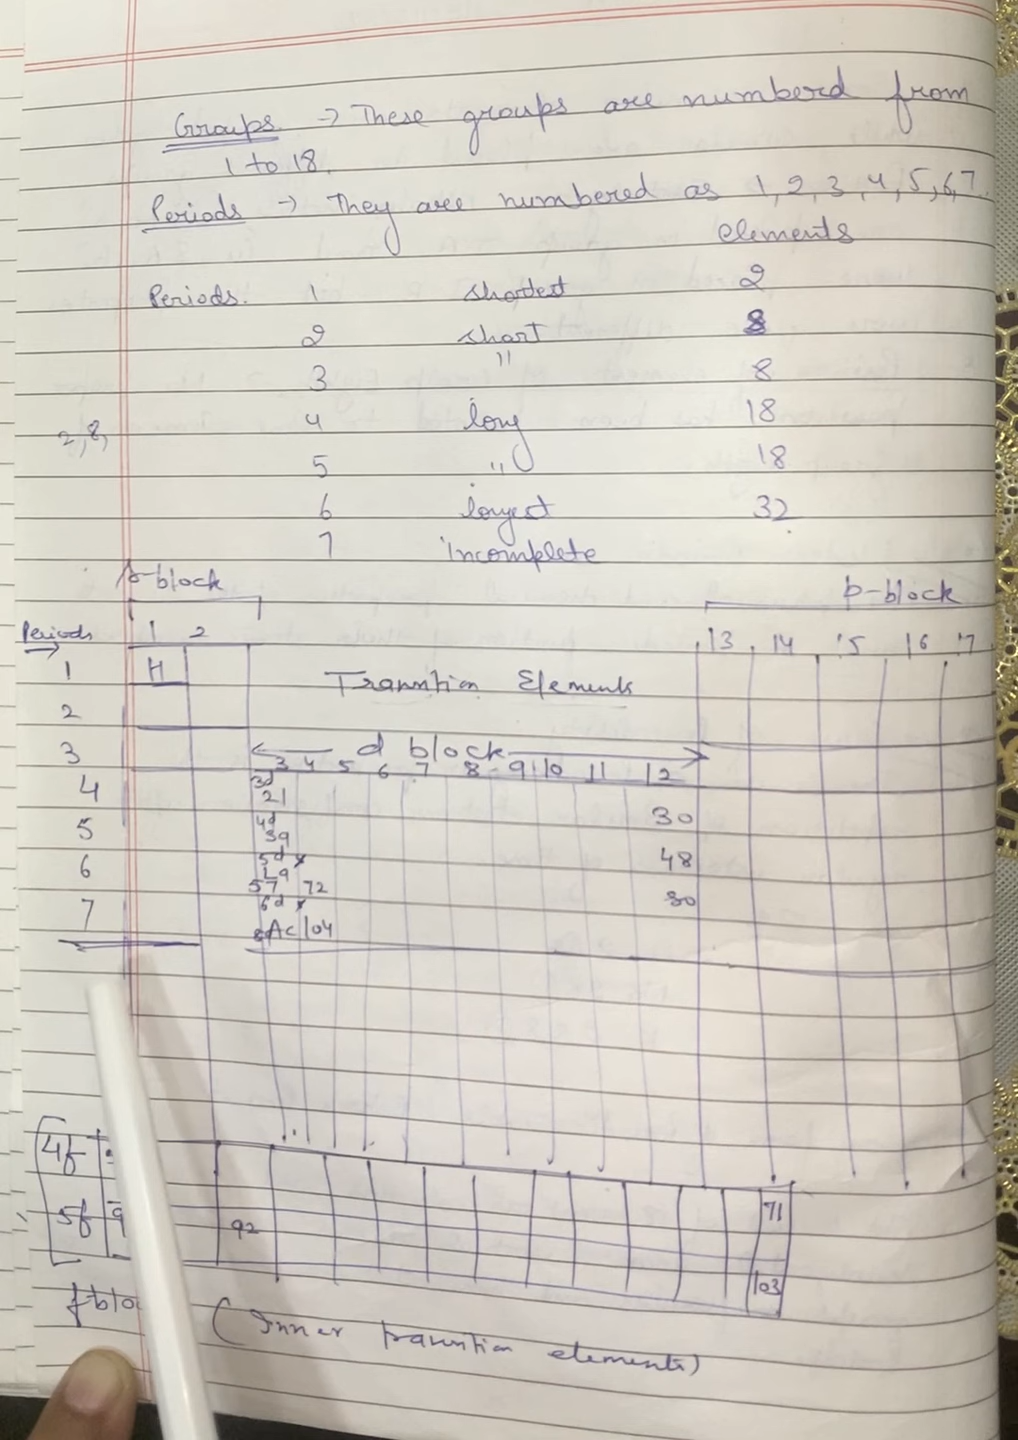 Groups → These groups are numberd from
1 to 18.
Periods → They are numbered as 1, 2, 3, 4, 5, 6, 7.
elements
Periods. 1 shortest 2
2 short 8
3 " 8
2, 8,
4 long 18
5 " 18
6 longest 32
7 incomplete
s-block p-block
Periods 1 2 13 14 15 16 17
→
1 H Transition Elements
2
3 ← d block →
3 4 5 6 7 8 9 10 11 12
4 3d
21 30
5 4d
39 48
6 5d
La
57 72 80
7 6d
Ac 104
4f 71
5f 9 92 103
f-bloc (Inner transition elements)